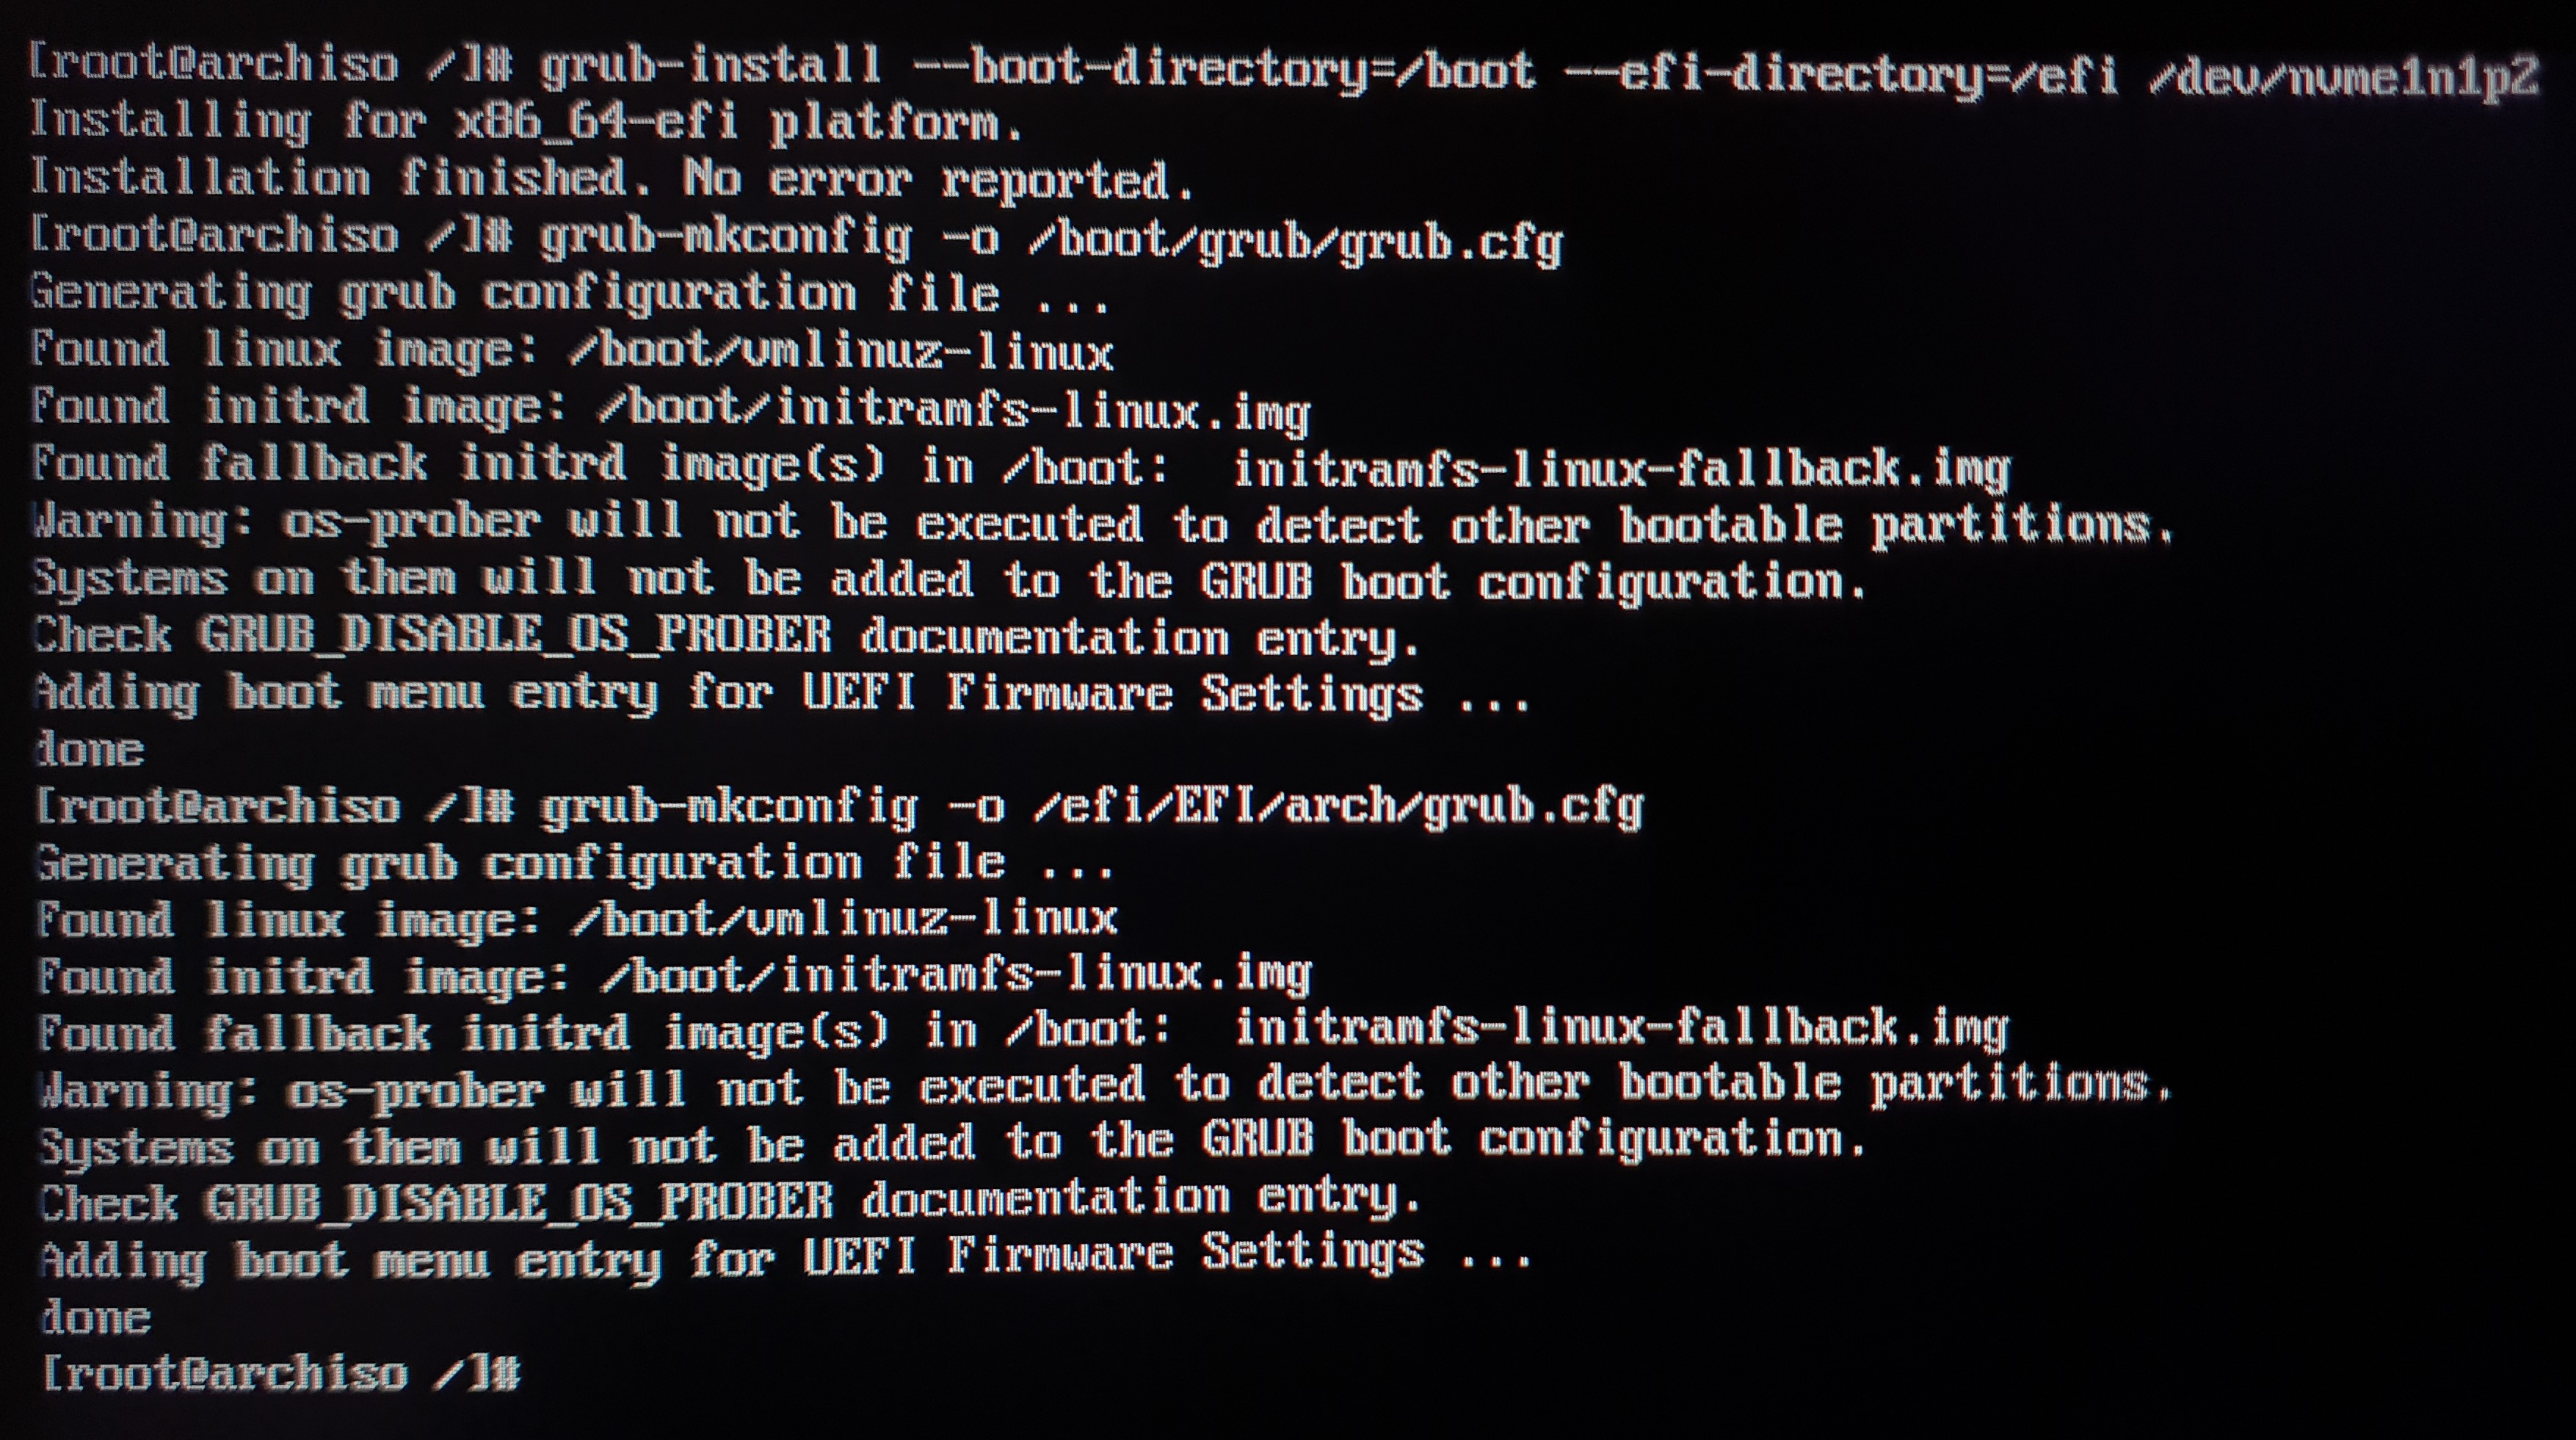 [root@archiso /]# grub-install --boot-directory=/boot --efi-directory=/efi /dev/nvme1n1p2
Installing for x86_64-efi platform.
Installation finished. No error reported.
[root@archiso /]# grub-mkconfig -o /boot/grub/grub.cfg
Generating grub configuration file ...
Found linux image: /boot/vmlinuz-linux
Found initrd image: /boot/initramfs-linux.img
Found fallback initrd image(s) in /boot:  initramfs-linux-fallback.img
Warning: os-prober will not be executed to detect other bootable partitions.
Systems on them will not be added to the GRUB boot configuration.
Check GRUB_DISABLE_OS_PROBER documentation entry.
Adding boot menu entry for UEFI Firmware Settings ...
done
[root@archiso /]# grub-mkconfig -o /efi/EFI/arch/grub.cfg
Generating grub configuration file ...
Found linux image: /boot/vmlinuz-linux
Found initrd image: /boot/initramfs-linux.img
Found fallback initrd image(s) in /boot:  initramfs-linux-fallback.img
Warning: os-prober will not be executed to detect other bootable partitions.
Systems on them will not be added to the GRUB boot configuration.
Check GRUB_DISABLE_OS_PROBER documentation entry.
Adding boot menu entry for UEFI Firmware Settings ...
done
[root@archiso /]#